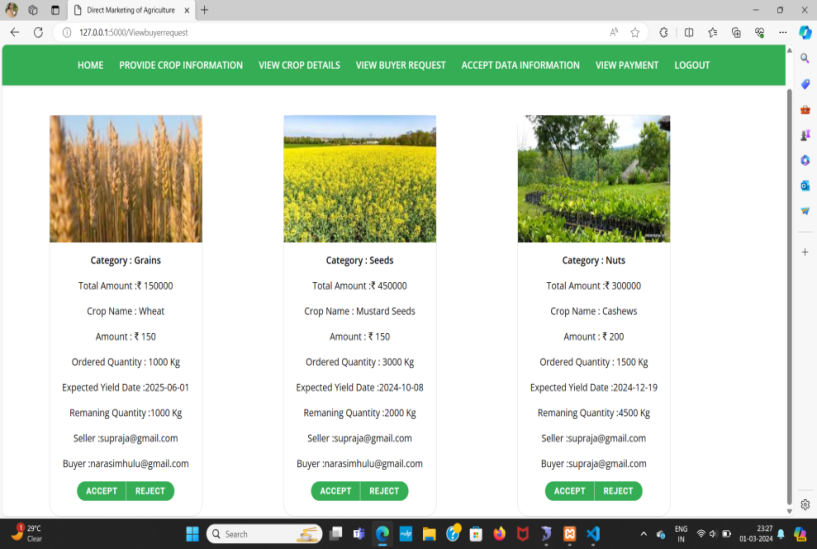 Direct Marketing of Agriculture
127.0.0.1:5000/Viewbuyerrequest
HOME PROVIDE CROP INFORMATION VIEW CROP DETAILS VIEW BUYER REQUEST ACCEPT DATA INFORMATION VIEW PAYMENT LOGOUT
Category : Grains
Total Amount :₹ 150000
Crop Name : Wheat
Amount : ₹ 150
Ordered Quantity : 1000 Kg
Expected Yield Date :2025-06-01
Remaning Quantity :1000 Kg
Seller :supraja@gmail.com
Buyer :narasimhulu@gmail.com
ACCEPT REJECT
Category : Seeds
Total Amount :₹ 450000
Crop Name : Mustard Seeds
Amount : ₹ 150
Ordered Quantity : 3000 Kg
Expected Yield Date :2024-10-08
Remaning Quantity :2000 Kg
Seller :supraja@gmail.com
Buyer :narasimhulu@gmail.com
ACCEPT REJECT
Category : Nuts
Total Amount :₹ 300000
Crop Name : Cashews
Amount : ₹ 200
Ordered Quantity : 1500 Kg
Expected Yield Date :2024-12-19
Remaning Quantity :4500 Kg
Seller :supraja@gmail.com
Buyer :supraja@gmail.com
ACCEPT REJECT
1
29°C
Clear
Search
ENG
IN
23:27
01-03-2024